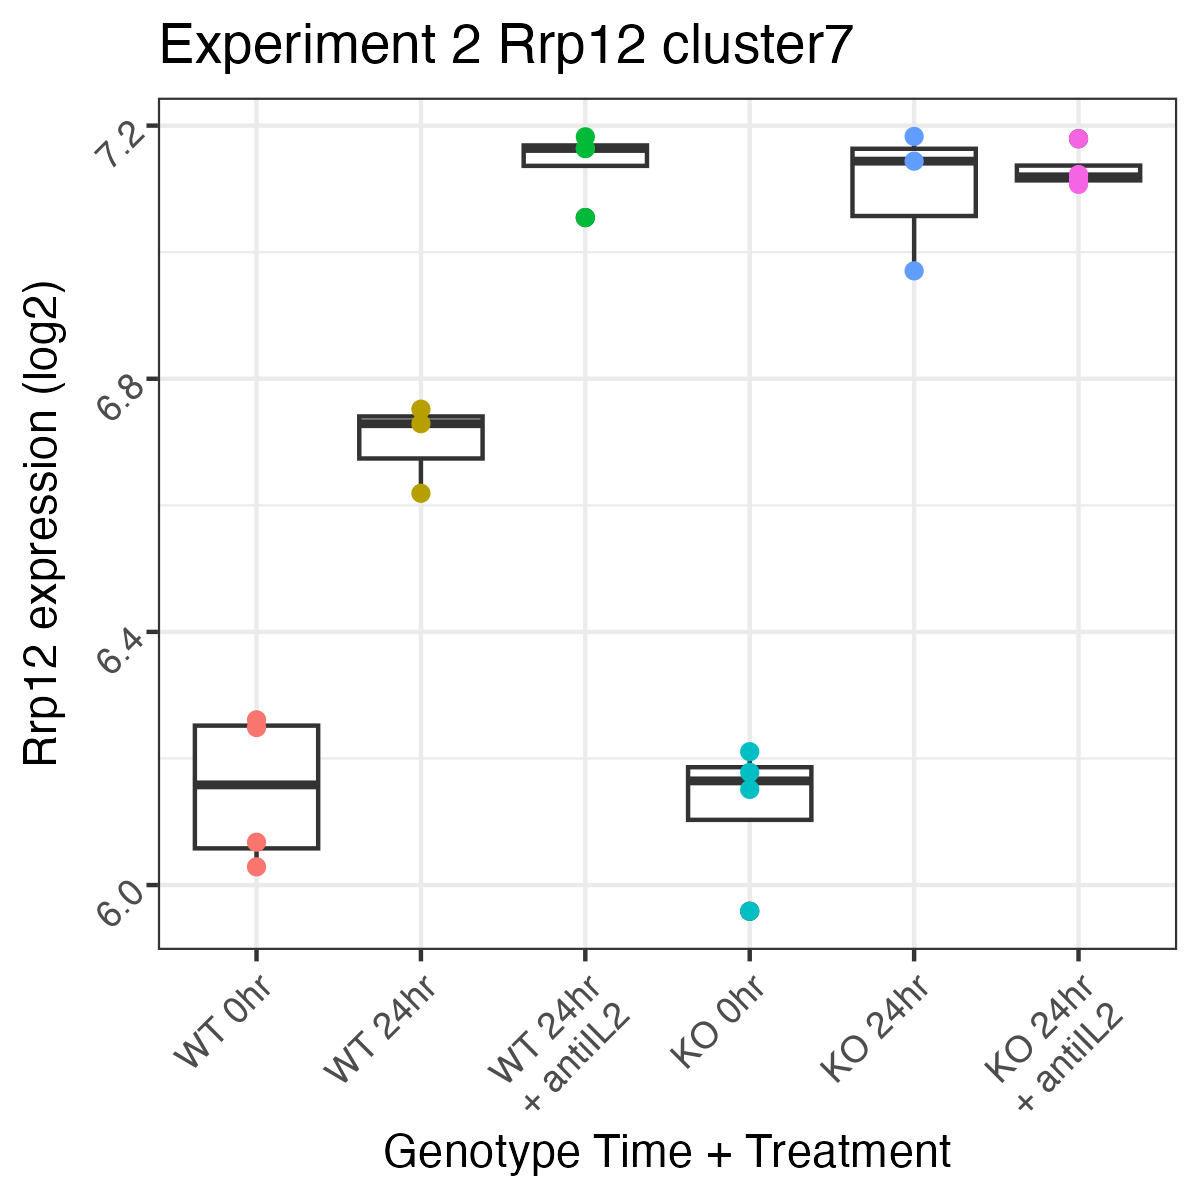 Experiment 2 Rrp12 cluster7
Rrp12 expression (log2)
7.2
6.8
6.4
6.0
WT 0hr
WT 24hr
WT 24hr
+ antiIL2
KO 0hr
KO 24hr
KO 24hr
+ antiIL2
Genotype Time + Treatment